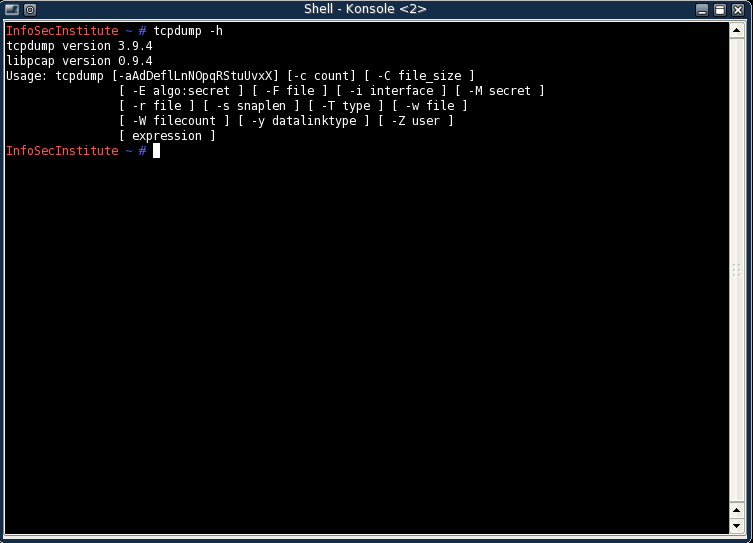 Shell - Konsole <2>
InfoSecInstitute ~ # tcpdump -h
tcpdump version 3.9.4
libpcap version 0.9.4
Usage: tcpdump [-aAdDeflLnNOpqRStuUvxX] [-c count] [ -C file_size ]
                [ -E algo:secret ] [ -F file ] [ -i interface ] [ -M secret ]
                [ -r file ] [ -s snaplen ] [ -T type ] [ -w file ]
                [ -W filecount ] [ -y datalinktype ] [ -Z user ]
                [ expression ]
InfoSecInstitute ~ #